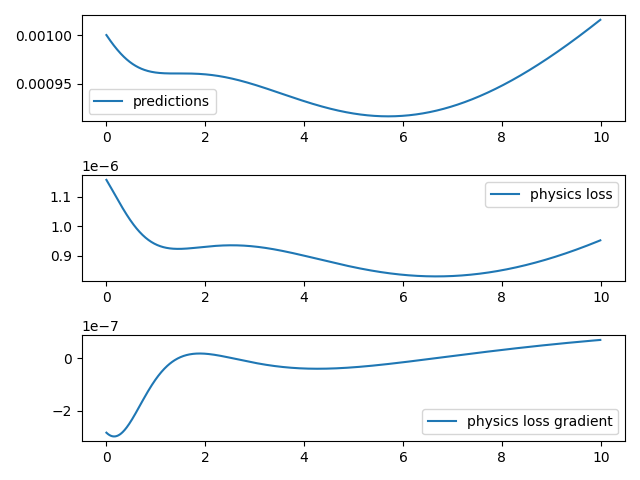 0.00100
0.00095
predictions
0 2 4 6 8 10
1e−6
1.1
1.0
0.9
physics loss
0 2 4 6 8 10
1e−7
0
−2
physics loss gradient
0 2 4 6 8 10